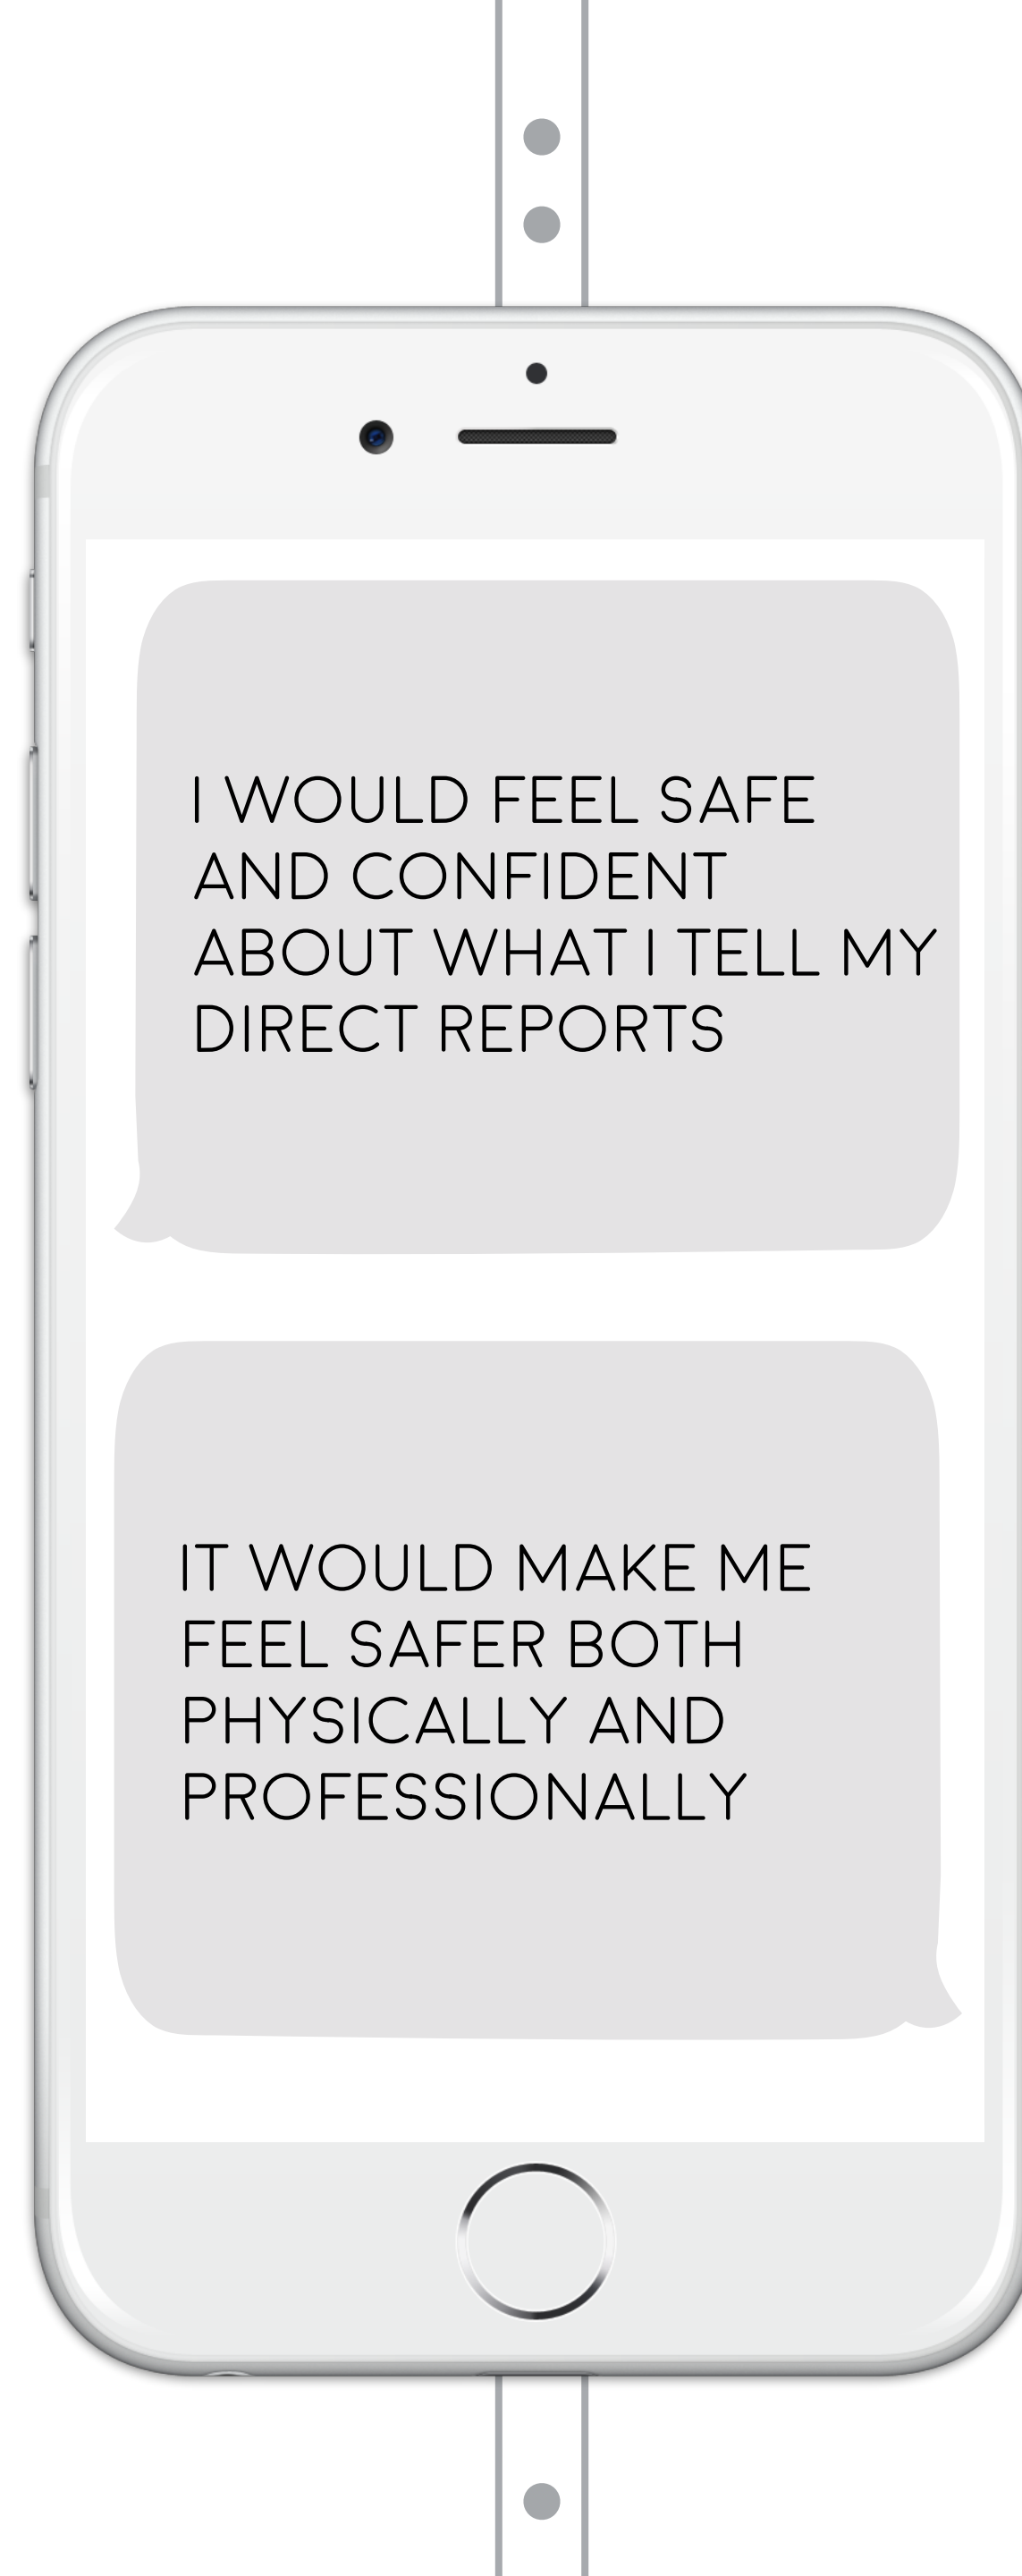 I WOULD FEEL SAFE
AND CONFIDENT
ABOUT WHAT I TELL MY
DIRECT REPORTS
IT WOULD MAKE ME
FEEL SAFER BOTH
PHYSICALLY AND
PROFESSIONALLY